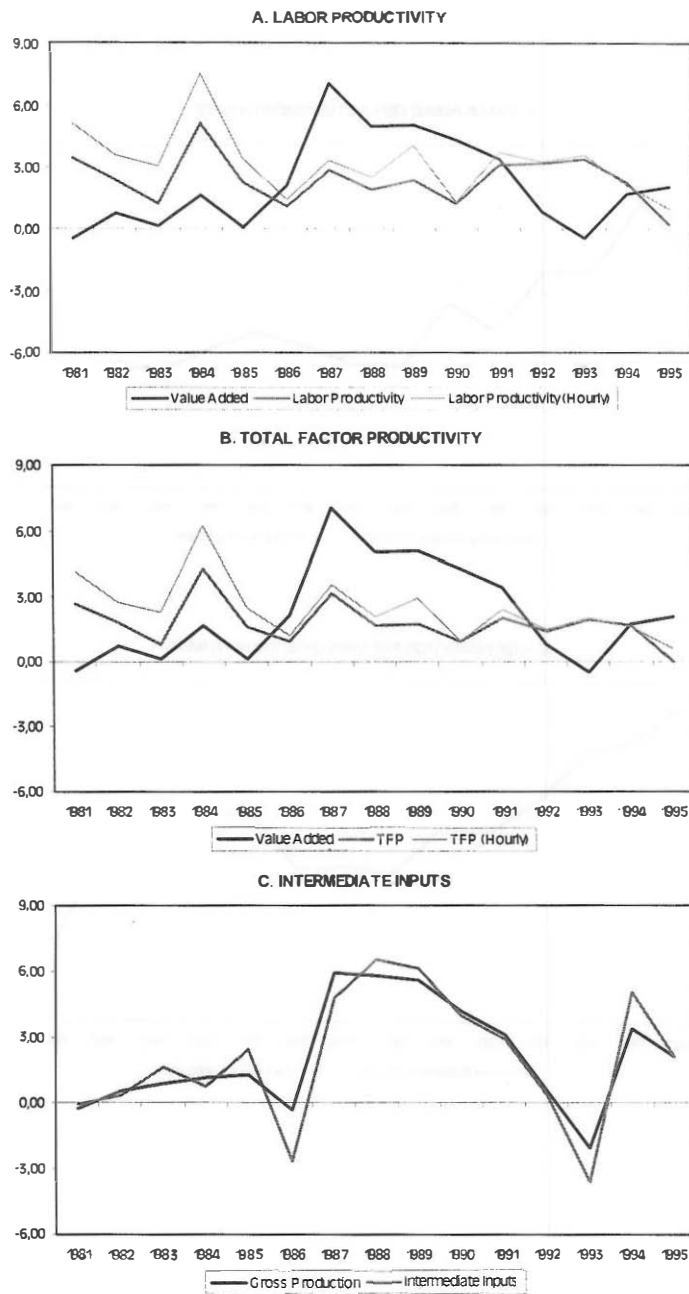 A. LABOR PRODUCTIVITY
9,00
6,00
3,00
0,00
-3,00
-6,00
1981 1982 1983 1984 1985 1986 1987 1988 1989 1990 1991 1992 1993 1994 1995
Value Added Labor Productivity Labor Productivity (Hourly)
B. TOTAL FACTOR PRODUCTIVITY
9,00
6,00
3,00
0,00
-3,00
-6,00
1981 1982 1983 1984 1985 1986 1987 1988 1989 1990 1991 1992 1993 1994 1995
Value Added TFP TFP (Hourly)
C. INTERMEDIATE INPUTS
9,00
6,00
3,00
0,00
-3,00
-6,00
1981 1982 1983 1984 1985 1986 1987 1988 1989 1990 1991 1992 1993 1994 1995
Gross Production Intermediate Inputs